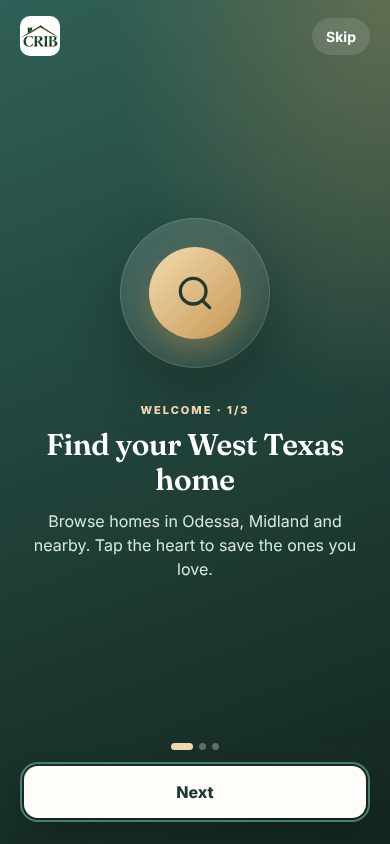 CRIB
Skip
WELCOME · 1/3
Find your West Texas
home
Browse homes in Odessa, Midland and
nearby. Tap the heart to save the ones you
love.
Next